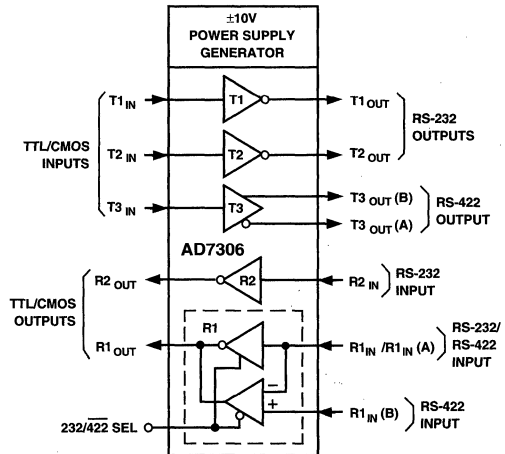 ±10V
POWER SUPPLY
GENERATOR
T1 IN
T1
T1 OUT
T2 IN
T2
T2 OUT
TTL/CMOS
INPUTS
RS-232
OUTPUTS
T3 IN
T3
T3 OUT (B)
T3 OUT (A)
RS-422
OUTPUT
AD7306
R2 OUT
R2
R2 IN
RS-232
INPUT
TTL/CMOS
OUTPUTS
R1
R1 OUT
R1 IN /R1 IN (A)
RS-232/
RS-422
INPUT
–
+
R1 IN (B)
RS-422
INPUT
232/4̅2̅2̅ SEL